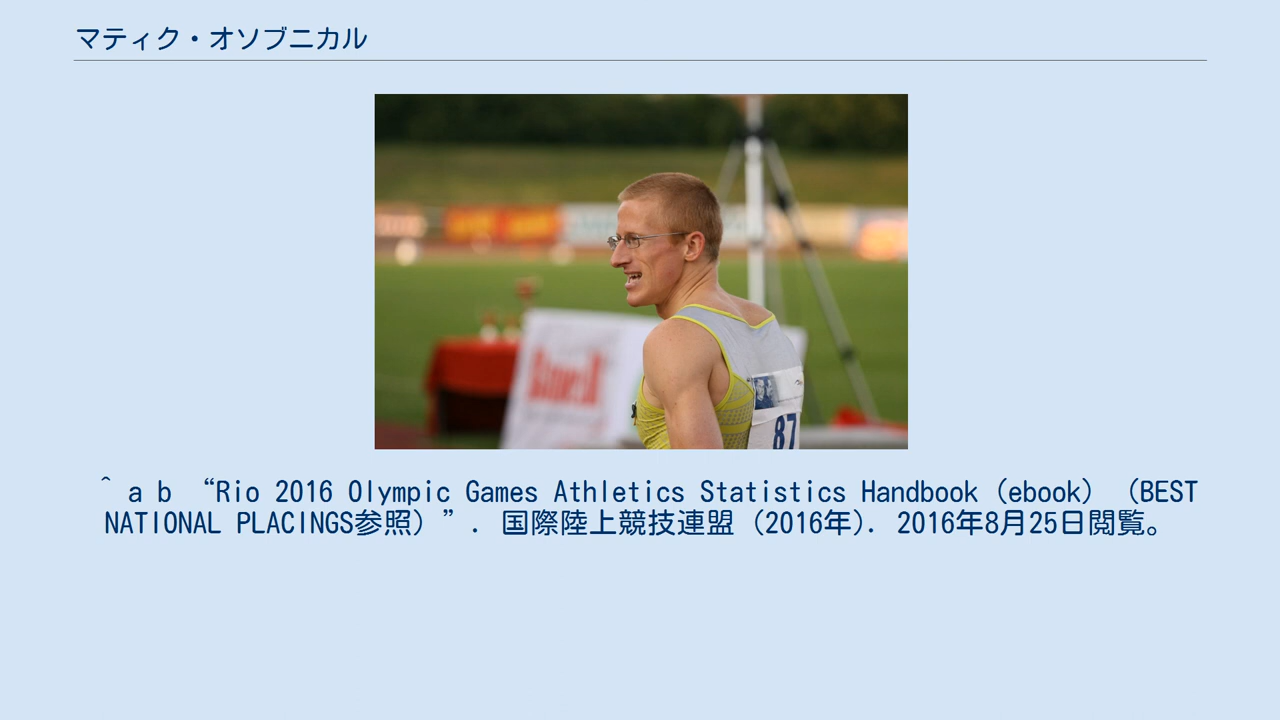 マティク・オソブニカル
87
^ a b “Rio 2016 Olympic Games Athletics Statistics Handbook（ebook）（BEST
NATIONAL PLACINGS参照）”. 国際陸上競技連盟 (2016年). 2016年8月25日閲覧。